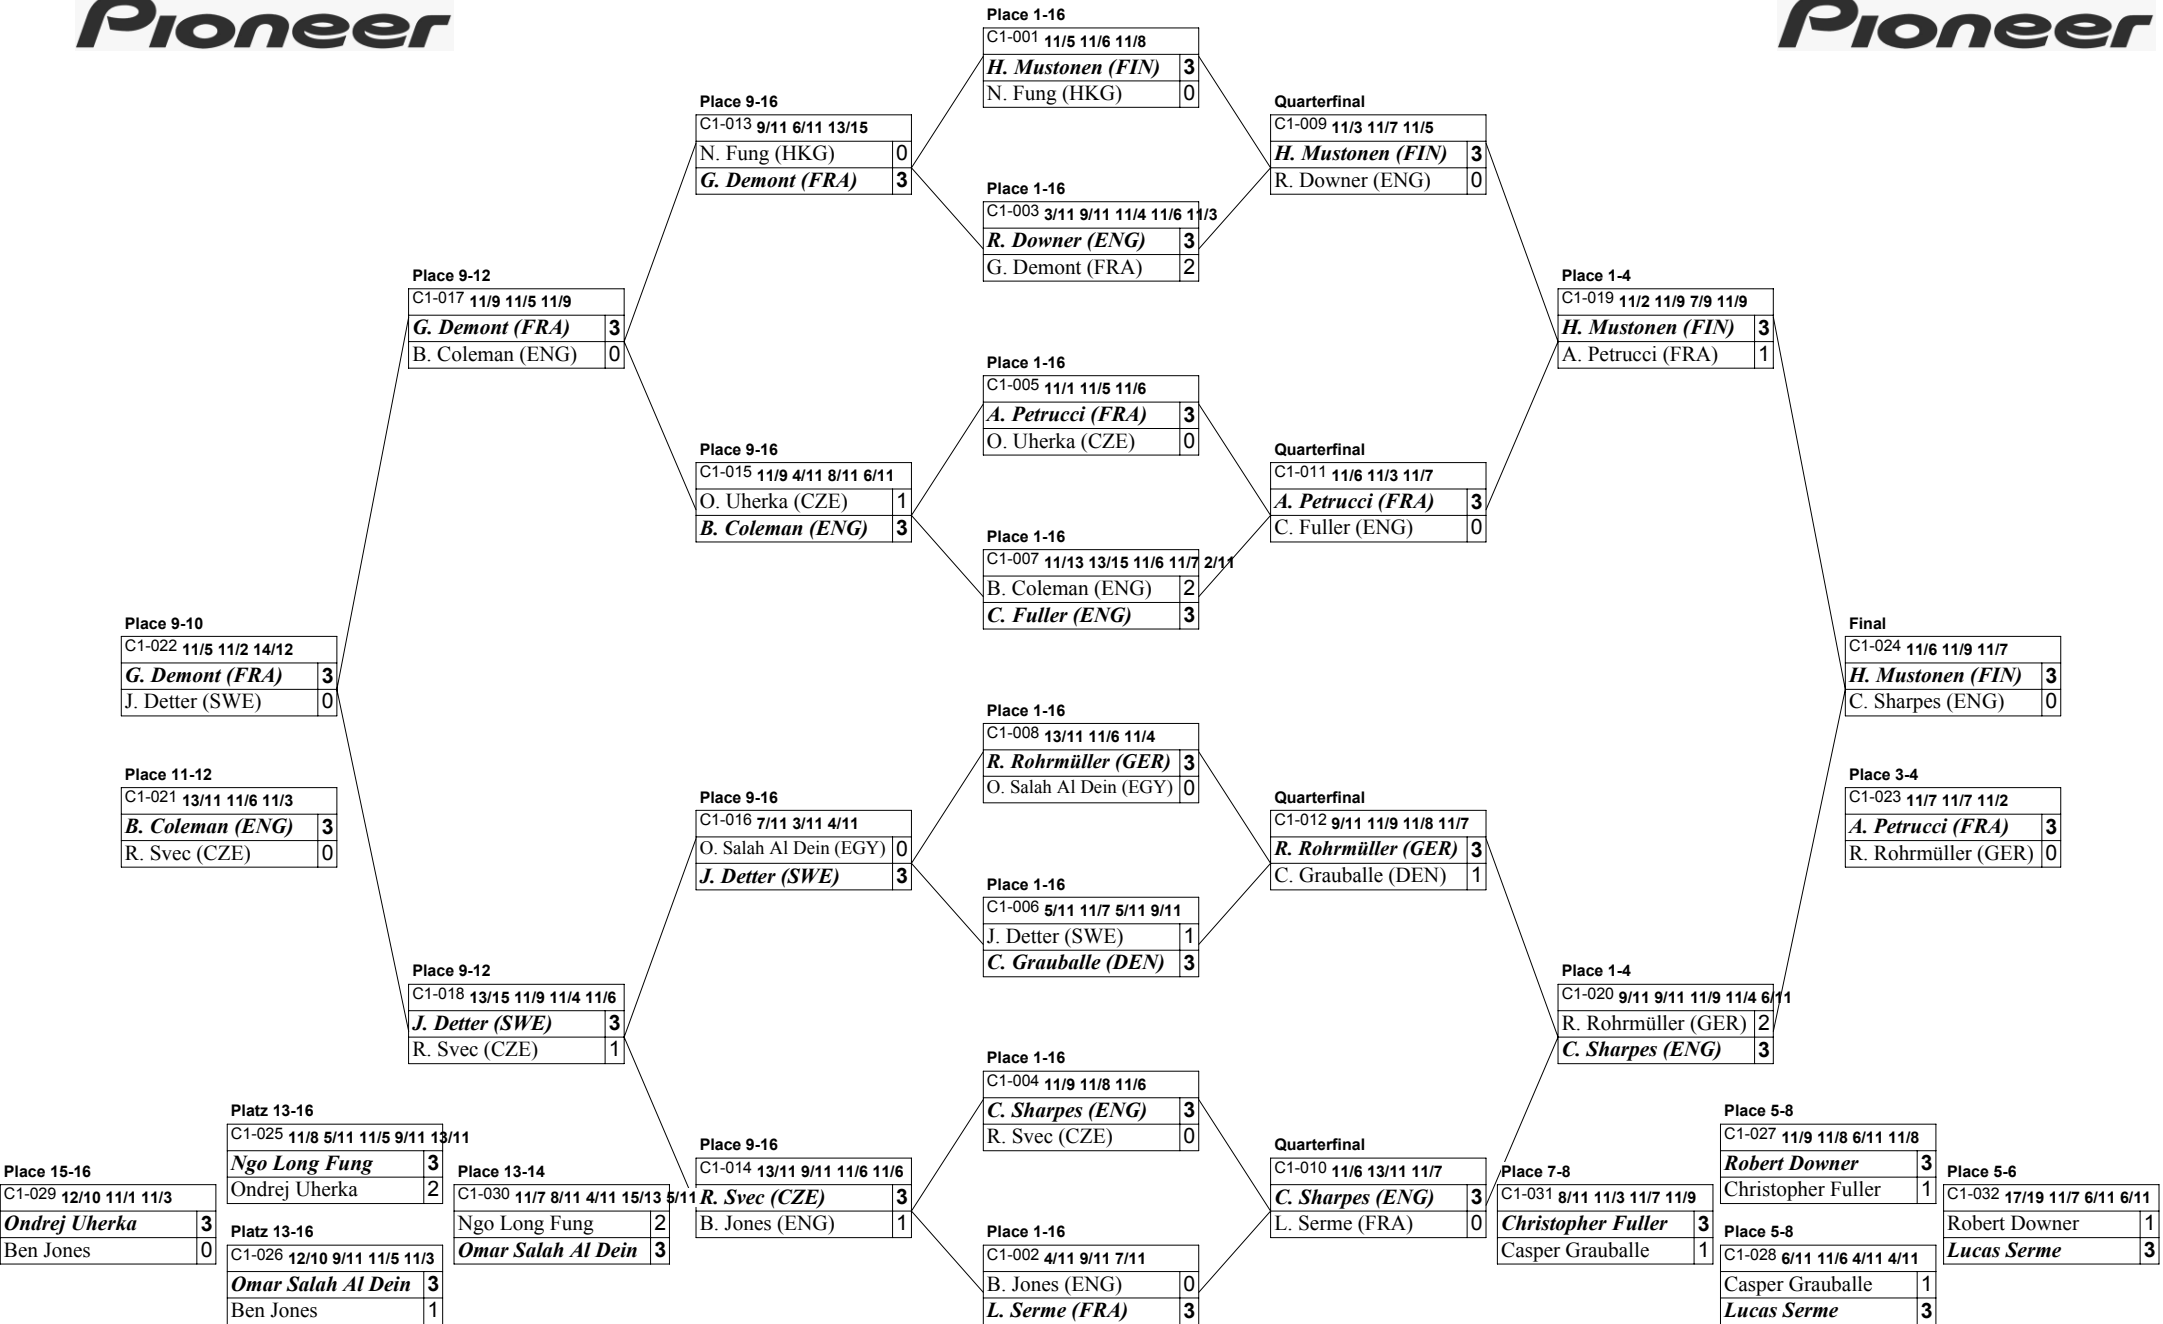 Pioneer
Pioneer
Place 1-16
C1-001 11/5 11/6 11/8
H. Mustonen (FIN) 3
N. Fung (HKG) 0
Place 9-16
C1-013 9/11 6/11 13/15
N. Fung (HKG) 0
G. Demont (FRA) 3
Quarterfinal
C1-009 11/3 11/7 11/5
H. Mustonen (FIN) 3
R. Downer (ENG) 0
Place 1-16
C1-003 3/11 9/11 11/4 11/6 11/3
R. Downer (ENG) 3
G. Demont (FRA) 2
Place 9-12
C1-017 11/9 11/5 11/9
G. Demont (FRA) 3
B. Coleman (ENG) 0
Place 1-4
C1-019 11/2 11/9 7/9 11/9
H. Mustonen (FIN) 3
A. Petrucci (FRA) 1
Place 1-16
C1-005 11/1 11/5 11/6
A. Petrucci (FRA) 3
O. Uherka (CZE) 0
Place 9-16
C1-015 11/9 4/11 8/11 6/11
O. Uherka (CZE) 1
B. Coleman (ENG) 3
Quarterfinal
C1-011 11/6 11/3 11/7
A. Petrucci (FRA) 3
C. Fuller (ENG) 0
Place 1-16
C1-007 11/13 13/15 11/6 11/7 2/11
B. Coleman (ENG) 2
C. Fuller (ENG) 3
Place 9-10
C1-022 11/5 11/2 14/12
G. Demont (FRA) 3
J. Detter (SWE) 0
Final
C1-024 11/6 11/9 11/7
H. Mustonen (FIN) 3
C. Sharpes (ENG) 0
Place 1-16
C1-008 13/11 11/6 11/4
R. Rohrmüller (GER) 3
O. Salah Al Dein (EGY) 0
Place 11-12
C1-021 13/11 11/6 11/3
B. Coleman (ENG) 3
R. Svec (CZE) 0
Place 3-4
C1-023 11/7 11/7 11/2
A. Petrucci (FRA) 3
R. Rohrmüller (GER) 0
Place 9-16
C1-016 7/11 3/11 4/11
O. Salah Al Dein (EGY) 0
J. Detter (SWE) 3
Quarterfinal
C1-012 9/11 11/9 11/8 11/7
R. Rohrmüller (GER) 3
C. Grauballe (DEN) 1
Place 1-16
C1-006 5/11 11/7 5/11 9/11
J. Detter (SWE) 1
C. Grauballe (DEN) 3
Place 9-12
C1-018 13/15 11/9 11/4 11/6
J. Detter (SWE) 3
R. Svec (CZE) 1
Place 1-4
C1-020 9/11 9/11 11/9 11/4 6/11
R. Rohrmüller (GER) 2
C. Sharpes (ENG) 3
Place 1-16
C1-004 11/9 11/8 11/6
C. Sharpes (ENG) 3
R. Svec (CZE) 0
Platz 13-16
C1-025 11/8 5/11 11/5 9/11 13/11
Ngo Long Fung 3
Ondrej Uherka 2
Place 5-8
C1-027 11/9 11/8 6/11 11/8
Robert Downer 3
Christopher Fuller 1
Place 9-16
C1-014 13/11 9/11 11/6 11/6
R. Svec (CZE) 3
B. Jones (ENG) 1
Quarterfinal
C1-010 11/6 13/11 11/7
C. Sharpes (ENG) 3
L. Serme (FRA) 0
Place 15-16
C1-029 12/10 11/1 11/3
Ondrej Uherka 3
Ben Jones 0
Place 13-14
C1-030 11/7 8/11 4/11 15/13 5/11
Ngo Long Fung 2
Omar Salah Al Dein 3
Place 7-8
C1-031 8/11 11/3 11/7 11/9
Christopher Fuller 3
Casper Grauballe 1
Place 5-6
C1-032 17/19 11/7 6/11 6/11
Robert Downer 1
Lucas Serme 3
Platz 13-16
C1-026 12/10 9/11 11/5 11/3
Omar Salah Al Dein 3
Ben Jones 1
Place 1-16
C1-002 4/11 9/11 7/11
B. Jones (ENG) 0
L. Serme (FRA) 3
Place 5-8
C1-028 6/11 11/6 4/11 4/11
Casper Grauballe 1
Lucas Serme 3